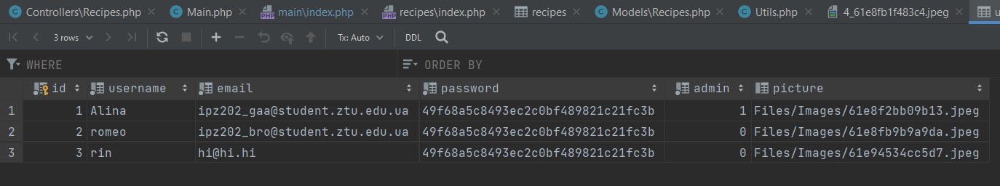 Controllers\Recipes.php Main.php main\index.php recipes\index.php recipes Models\Recipes.php Utils.php 4_61e8fb1f483c4.jpeg u
3 rows Tx: Auto DDL
WHERE ORDER BY
id username email password admin picture
1 1 Alina ipz202_gaa@student.ztu.edu.ua 49f68a5c8493ec2c0bf489821c21fc3b 1 Files/Images/61e8f2bb09b13.jpeg
2 2 romeo ipz202_bro@student.ztu.edu.ua 49f68a5c8493ec2c0bf489821c21fc3b 0 Files/Images/61e8fb9b9a9da.jpeg
3 3 rin hi@hi.hi 49f68a5c8493ec2c0bf489821c21fc3b 0 Files/Images/61e94534cc5d7.jpeg